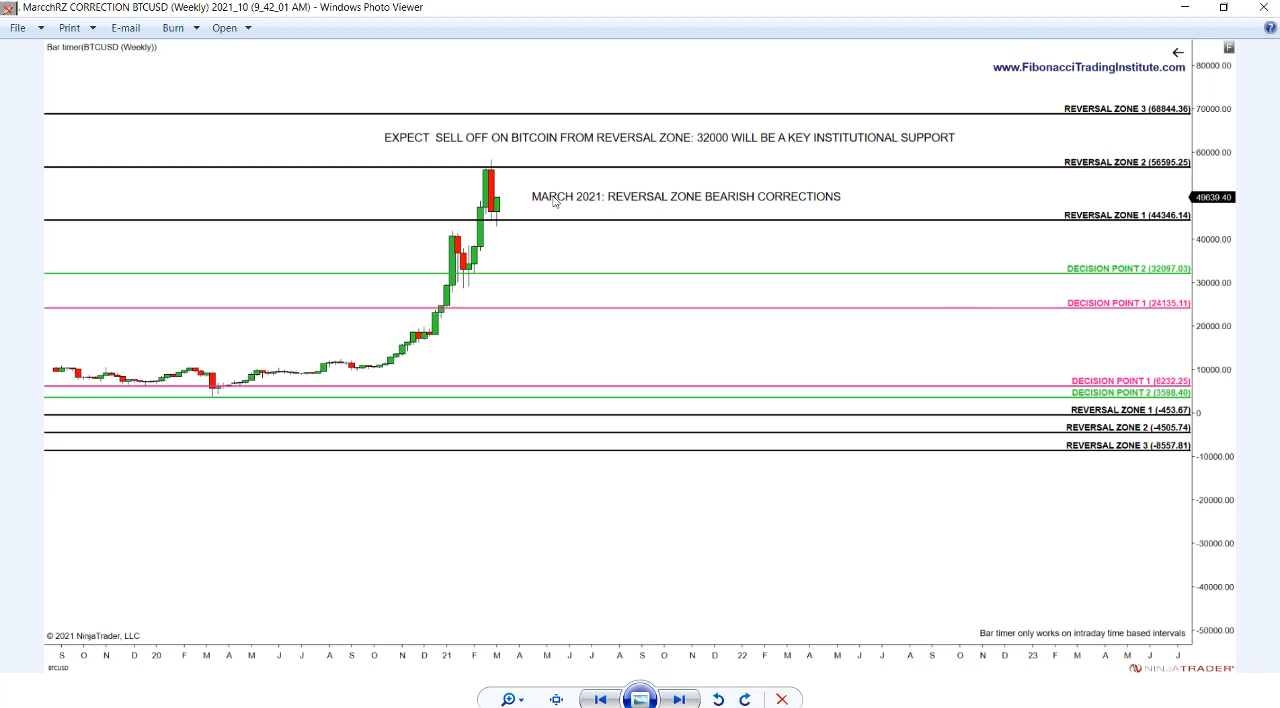 MarcchRZ CORRECTION BTCUSD (Weekly) 2021_10 (9_42_01 AM) - Windows Photo Viewer
File Print E-mail Burn Open
Bar timer(BTCUSD (Weekly))
F
www.FibonacciTradingInstitute.com
80000.00
REVERSAL ZONE 3 (68844.36)
70000.00
EXPECT SELL OFF ON BITCOIN FROM REVERSAL ZONE: 32000 WILL BE A KEY INSTITUTIONAL SUPPORT
60000.00
REVERSAL ZONE 2 (56595.25)
MARCH 2021: REVERSAL ZONE BEARISH CORRECTIONS
49639.40
REVERSAL ZONE 1 (44346.14)
40000.00
DECISION POINT 2 (32097.03)
30000.00
DECISION POINT 1 (24135.11)
20000.00
10000.00
DECISION POINT 1 (6232.25)
DECISION POINT 2 (3598.40)
REVERSAL ZONE 1 (-453.67)
0
REVERSAL ZONE 2 (-4505.74)
REVERSAL ZONE 3 (-8557.81)
-10000.00
-20000.00
-30000.00
-40000.00
-50000.00
© 2021 NinjaTrader, LLC
Bar timer only works on intraday time based intervals
S O N D 20 F M A M J J A S O N D 21 F M A M J J A S O N D 22 F M A M J J A S O N D 23 F M A M J J
BTCUSD
NINJATRADER